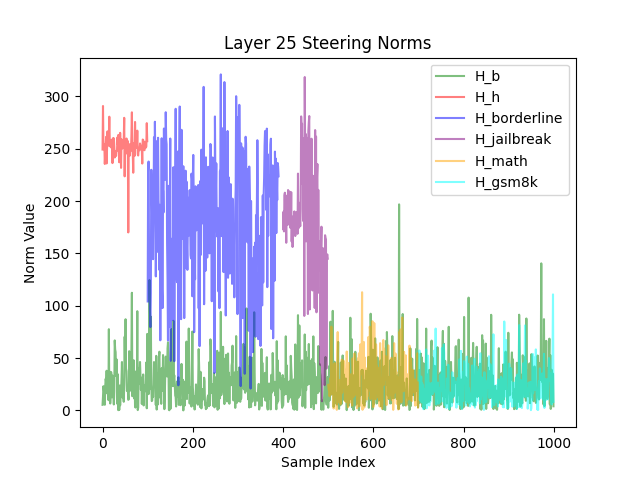 Layer 25 Steering Norms
H_b
H_h
H_borderline
H_jailbreak
H_math
H_gsm8k
Norm Value
300
250
200
150
100
50
0
0
200
400
600
800
1000
Sample Index